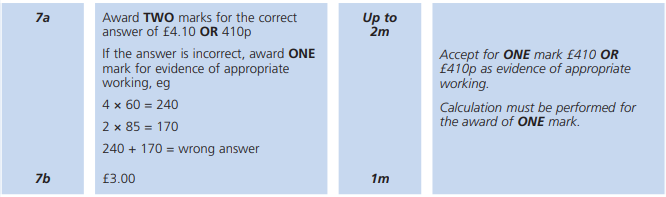 7a
Award TWO marks for the correct
answer of £4.10 OR 410p
Up to
2m
If the answer is incorrect, award ONE
mark for evidence of appropriate
working, eg
4 × 60 = 240
2 × 85 = 170
240 + 170 = wrong answer
Accept for ONE mark £410 OR
£410p as evidence of appropriate
working.
Calculation must be performed for
the award of ONE mark.
7b
£3.00
1m